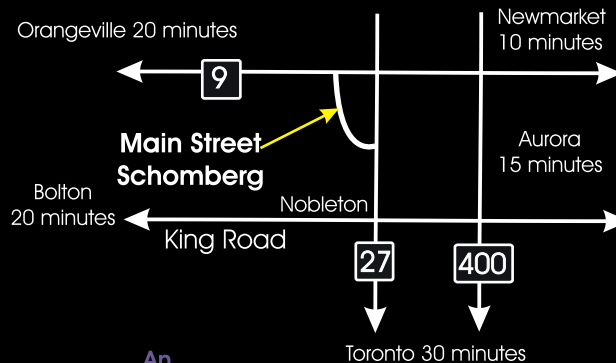 Orangeville 20 minutes
Newmarket
10 minutes
9
Main Street
Schomberg
Aurora
15 minutes
Bolton
20 minutes
Nobleton
King Road
27
400
Toronto 30 minutes
An